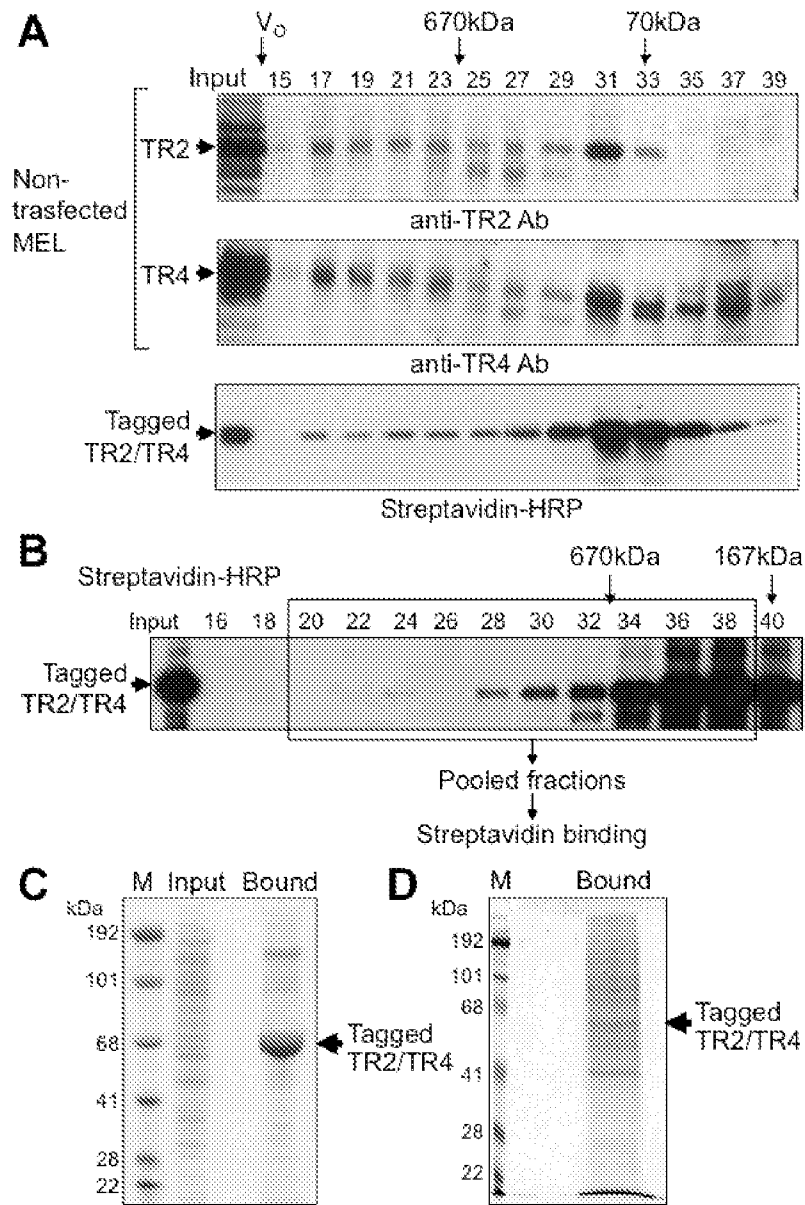 A
Vo 670kDa 70kDa
Input 15 17 19 21 23 25 27 29 31 33 35 37 39
Non-
trasfected
MEL
TR2
anti-TR2 Ab
TR4
anti-TR4 Ab
Tagged
TR2/TR4
Streptavidin-HRP
B
Streptavidin-HRP
670kDa 167kDa
Input 16 18 20 22 24 26 28 30 32 34 36 38 40
Tagged
TR2/TR4
Pooled fractions
Streptavidin binding
C
M Input Bound
kDa
192
101
68
41
28
22
Tagged
TR2/TR4
D
M Bound
kDa
192
101
68
41
28
22
Tagged
TR2/TR4